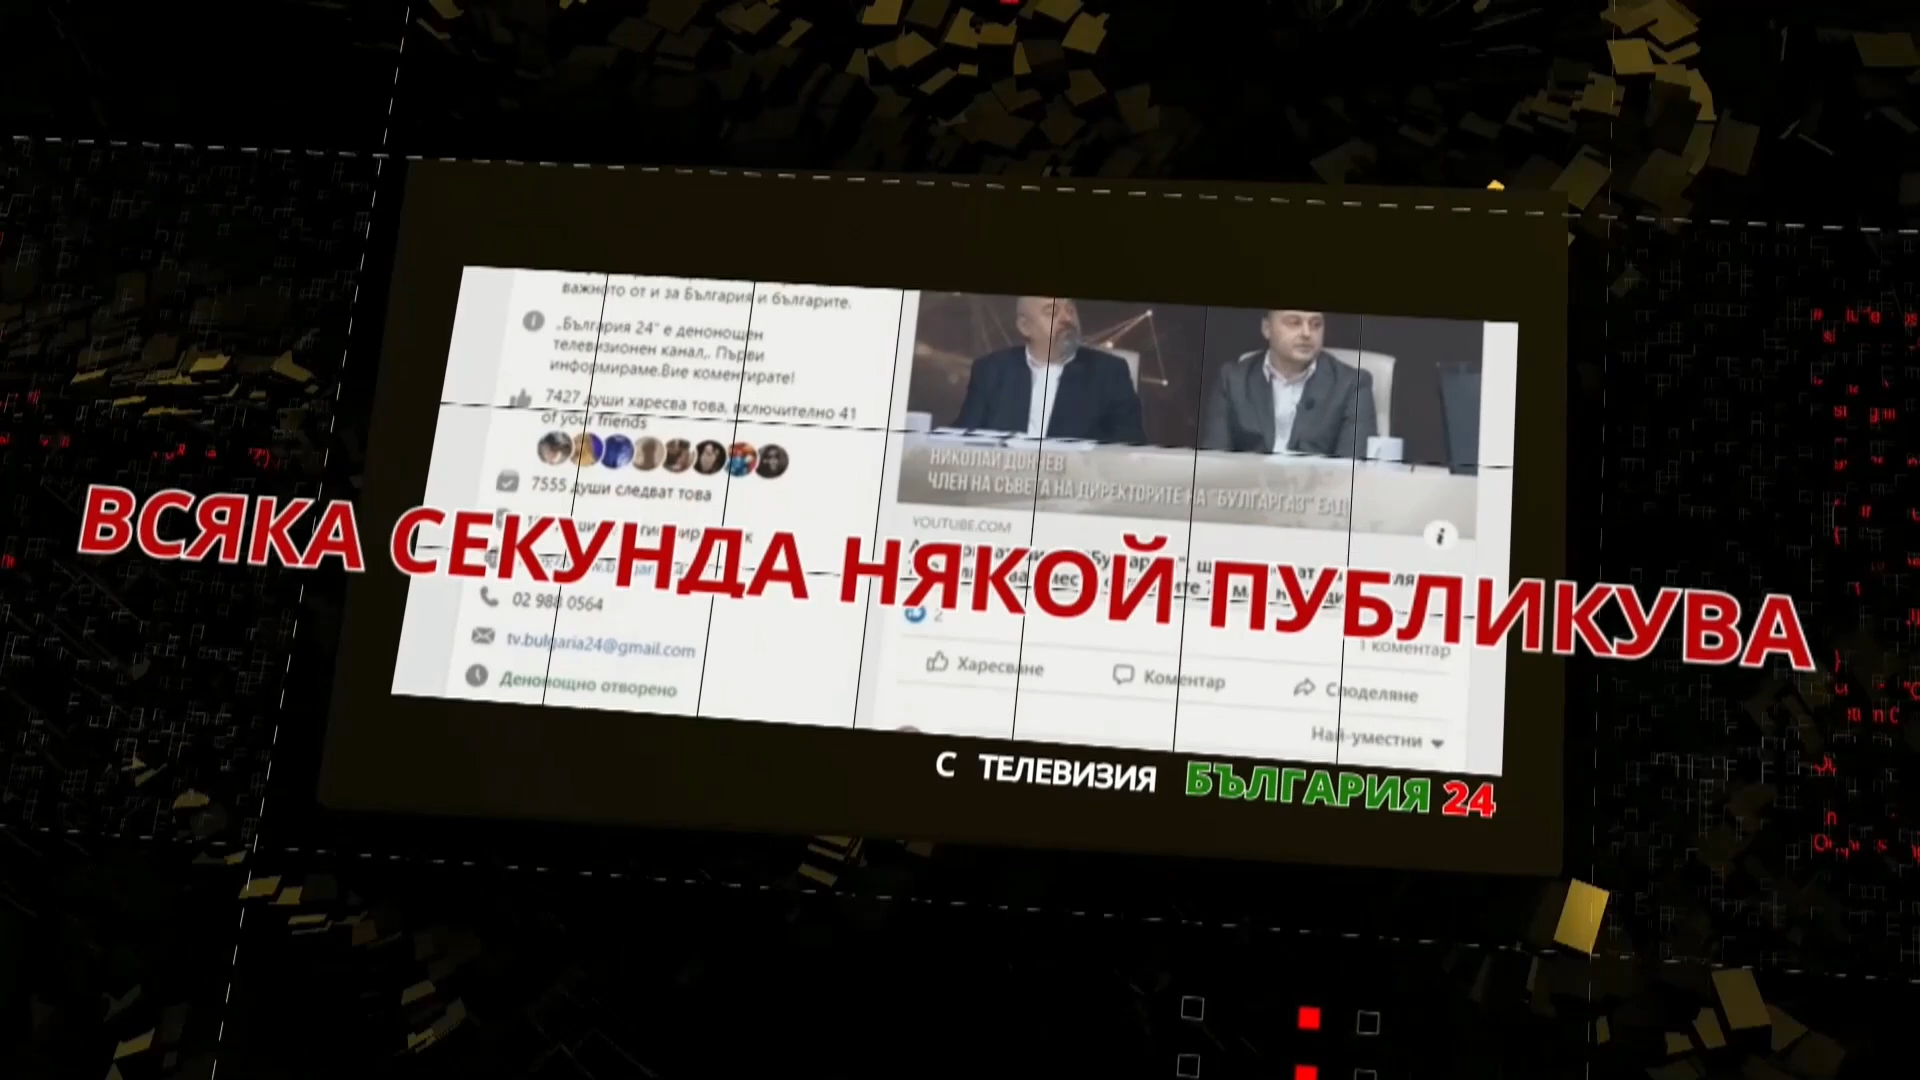 важното от и за България и българите.
„България 24" е денонощен
телевизионен канал,. Първи
информираме.Вие коментирате!
7427 души харесва това, включително 41
of your friends
7555 души следват това
02 988 0564
tv.bulgaria24@gmail.com
Денонощно отворено
НИКОЛАЙ ДОНЧЕВ
ЧЛЕН НА СЪВЕТА НА ДИРЕКТОРИТЕ НА "БУЛГАРГАЗ" ЕАД
YOUTUBE.COM
2
1 коментар
Харесване Коментар Споделяне
Най-уместни
ВСЯКА СЕКУНДА НЯКОЙ ПУБЛИКУВА
С ТЕЛЕВИЗИЯ БЪЛГАРИЯ 24